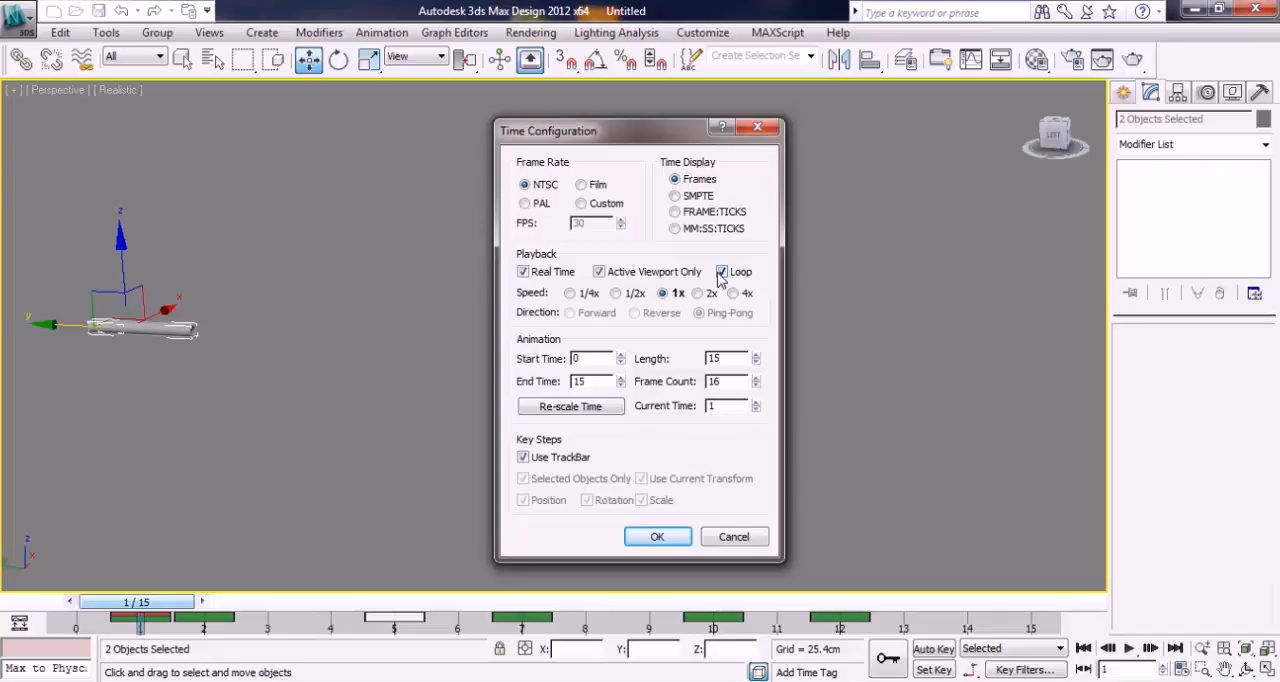 Autodesk 3ds Max Design 2012 x64 Untitled
Type a keyword or phrase
3DS
Edit Tools Group Views Create Modifiers Animation Graph Editors Rendering Lighting Analysis Customize MAXScript Help
All View 3 Create Selection Se
[ + ] [ Perspective ] [ Realistic ]
2 Objects Selected
Modifier List
LEFT
Time Configuration
Frame Rate
NTSC Film
PAL Custom
FPS: 30
Time Display
Frames
SMPTE
FRAME:TICKS
MM:SS:TICKS
Playback
Real Time Active Viewport Only Loop
Speed: 1/4x 1/2x 1x 2x 4x
Direction: Forward Reverse Ping-Pong
Animation
Start Time: 0 Length: 15
End Time: 15 Frame Count: 16
Re-scale Time Current Time: 1
Key Steps
Use TrackBar
Selected Objects Only Use Current Transform
Position Rotation Scale
OK Cancel
z
x
y
z
x
1 / 15
0 1 2 3 4 5 6 7 8 9 10 11 12 13 14 15
2 Objects Selected X: Y: Z: Grid = 25.4cm Auto Key Selected
Max to Physc: Click and drag to select and move objects Add Time Tag Set Key Key Filters... 1